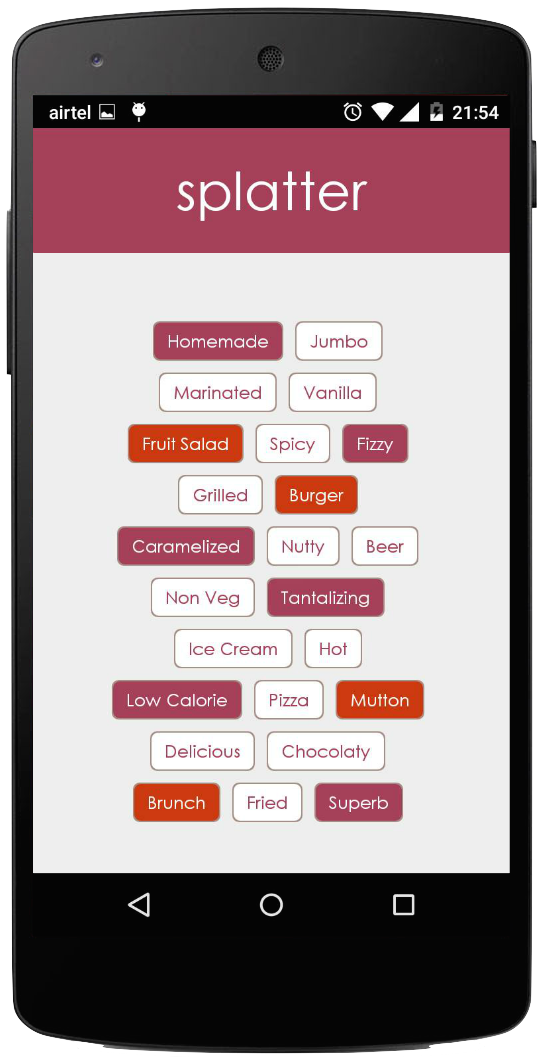 airtel 21:54
splatter
Homemade Jumbo
Marinated Vanilla
Fruit Salad Spicy Fizzy
Grilled Burger
Caramelized Nutty Beer
Non Veg Tantalizing
Ice Cream Hot
Low Calorie Pizza Mutton
Delicious Chocolaty
Brunch Fried Superb